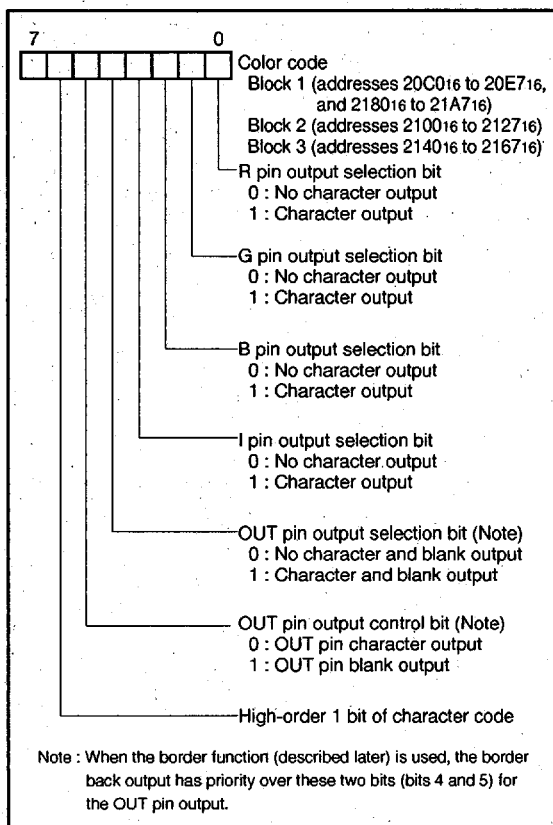 7 0
Color code
Block 1 (addresses 20C016 to 20E716,
and 218016 to 21A716)
Block 2 (addresses 210016 to 212716)
Block 3 (addresses 214016 to 216716)
R pin output selection bit
0 : No character output
1 : Character output
G pin output selection bit
0 : No character output
1 : Character output
B pin output selection bit
0 : No character output
1 : Character output
I pin output selection bit
0 : No character output
1 : Character output
OUT pin output selection bit (Note)
0 : No character and blank output
1 : Character and blank output
OUT pin output control bit (Note)
0 : OUT pin character output
1 : OUT pin blank output
High-order 1 bit of character code
Note : When the border function (described later) is used, the border
back output has priority over these two bits (bits 4 and 5) for
the OUT pin output.